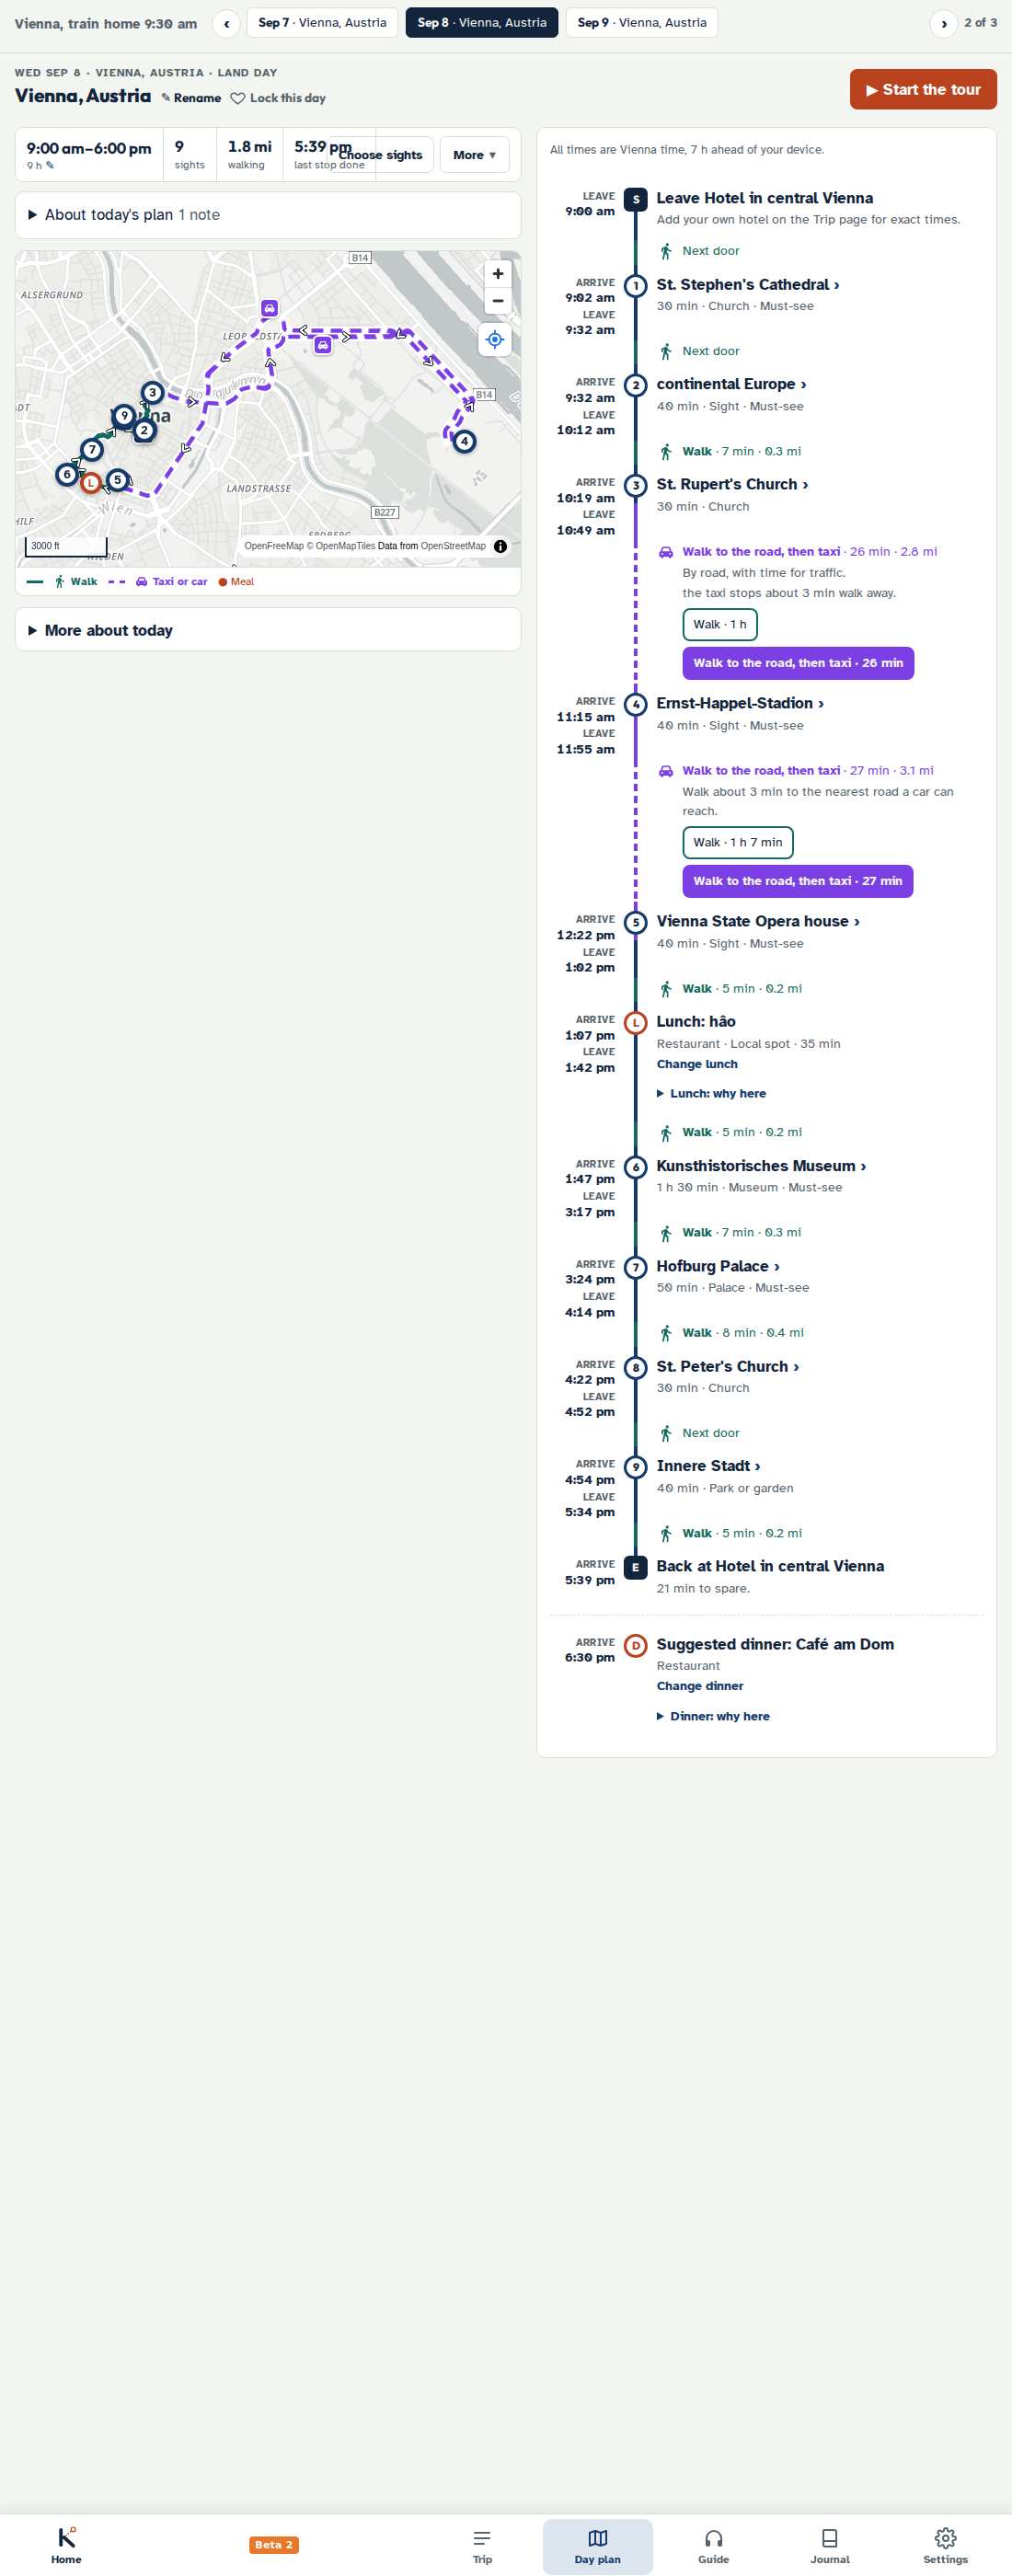 Vienna, train home 9:30 am
‹
Sep 7 · Vienna, Austria
Sep 8 · Vienna, Austria
Sep 9 · Vienna, Austria
›
2 of 3
WED SEP 8 · VIENNA, AUSTRIA · LAND DAY
Vienna, Austria ✎ Rename Lock this day
▶ Start the tour
9:00 am–6:00 pm
9 h ✎
9
sights
1.8 mi
walking
5:39 pm
last stop done
Choose sights
More ▾
▶ About today's plan 1 note
B14
ALSERGRUND
B14
3
9
2
7
6
L
5
4
LANDSTRASSE
B227
Wien
3000 ft
OpenFreeMap © OpenMapTiles Data from OpenStreetMap
Walk Taxi or car Meal
▶ More about today
All times are Vienna time, 7 h ahead of your device.
LEAVE
9:00 am
S
Leave Hotel in central Vienna
Add your own hotel on the Trip page for exact times.
Next door
ARRIVE
9:02 am
LEAVE
9:32 am
1
St. Stephen's Cathedral ›
30 min · Church · Must-see
Next door
ARRIVE
9:32 am
LEAVE
10:12 am
2
continental Europe ›
40 min · Sight · Must-see
Walk · 7 min · 0.3 mi
ARRIVE
10:19 am
LEAVE
10:49 am
3
St. Rupert's Church ›
30 min · Church
Walk to the road, then taxi · 26 min · 2.8 mi
By road, with time for traffic.
the taxi stops about 3 min walk away.
Walk · 1 h
Walk to the road, then taxi · 26 min
ARRIVE
11:15 am
LEAVE
11:55 am
4
Ernst-Happel-Stadion ›
40 min · Sight · Must-see
Walk to the road, then taxi · 27 min · 3.1 mi
Walk about 3 min to the nearest road a car can
reach.
Walk · 1 h 7 min
Walk to the road, then taxi · 27 min
ARRIVE
12:22 pm
LEAVE
1:02 pm
5
Vienna State Opera house ›
40 min · Sight · Must-see
Walk · 5 min · 0.2 mi
ARRIVE
1:07 pm
LEAVE
1:42 pm
L
Lunch: hâo
Restaurant · Local spot · 35 min
Change lunch
▶ Lunch: why here
Walk · 5 min · 0.2 mi
ARRIVE
1:47 pm
LEAVE
3:17 pm
6
Kunsthistorisches Museum ›
1 h 30 min · Museum · Must-see
Walk · 7 min · 0.3 mi
ARRIVE
3:24 pm
LEAVE
4:14 pm
7
Hofburg Palace ›
50 min · Palace · Must-see
Walk · 8 min · 0.4 mi
ARRIVE
4:22 pm
LEAVE
4:52 pm
8
St. Peter's Church ›
30 min · Church
Next door
ARRIVE
4:54 pm
LEAVE
5:34 pm
9
Innere Stadt ›
40 min · Park or garden
Walk · 5 min · 0.2 mi
ARRIVE
5:39 pm
E
Back at Hotel in central Vienna
21 min to spare.
ARRIVE
6:30 pm
D
Suggested dinner: Café am Dom
Restaurant
Change dinner
▶ Dinner: why here
Home
Beta 2
Trip
Day plan
Guide
Journal
Settings